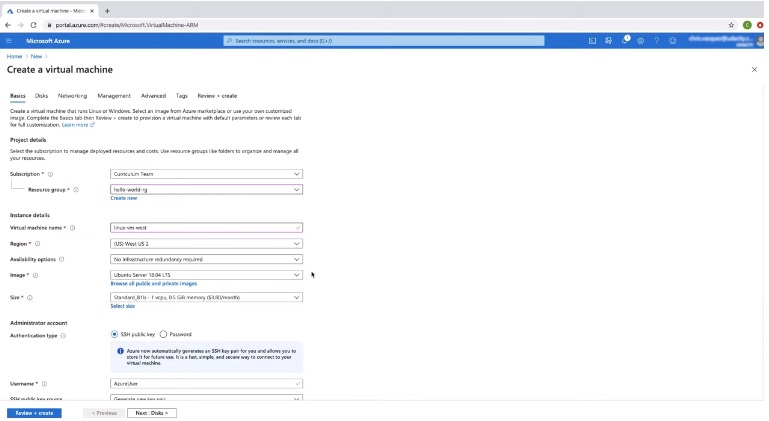 Create a virtual machine - Micro
portal.azure.com/#create/Microsoft.VirtualMachine-ARM
Microsoft Azure
Search resources, services, and docs (G+/)
Home > New >
Create a virtual machine
Basics Disks Networking Management Advanced Tags Review + create
Create a virtual machine that runs Linux or Windows. Select an image from Azure marketplace or use your own customized
image. Complete the Basics tab then Review + create to provision a virtual machine with default parameters or review each tab
for full customization. Learn more
Project details
Select the subscription to manage deployed resources and costs. Use resource groups like folders to organize and manage all
your resources.
Subscription * Curriculum Team
Resource group * hello-world-rg
Create new
Instance details
Virtual machine name * linux-vm-west
Region * (US) West US 2
Availability options No infrastructure redundancy required
Image * Ubuntu Server 18.04 LTS
Browse all public and private images
Size * Standard_B1ls - 1 vcpu, 0.5 GiB memory ($3.80/month)
Select size
Administrator account
Authentication type SSH public key Password
Azure now automatically generates an SSH key pair for you and allows you to
store it for future use. It is a fast, simple, and secure way to connect to your
virtual machine.
Username * AzureUser
SSH public key source Generate new key pair
Review + create < Previous Next : Disks >